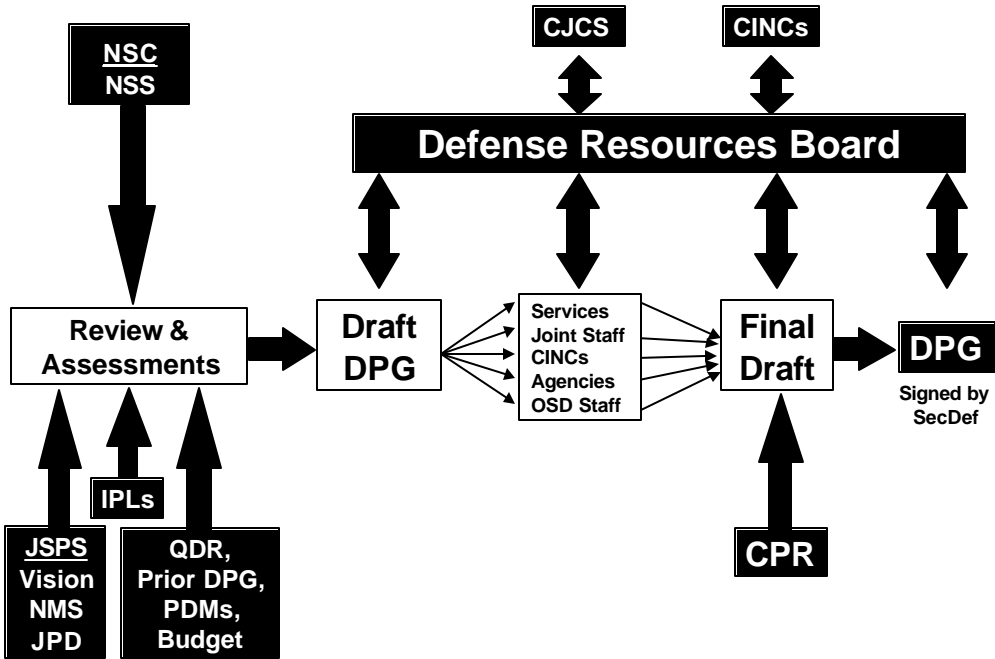 NSC
NSS
CJCS
CINCs
Defense Resources Board
Review &
Assessments
Draft
DPG
Services
Joint Staff
CINCs
Agencies
OSD Staff
Final
Draft
DPG
Signed by
SecDef
IPLs
JSPS
Vision
NMS
JPD
QDR,
Prior DPG,
PDMs,
Budget
CPR